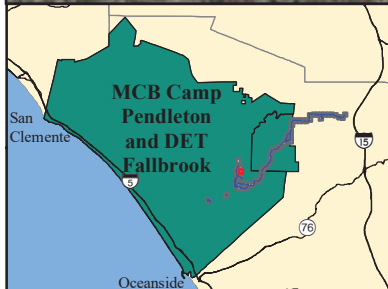 MCB Camp
Pendleton
and DET
Fallbrook
San
Clemente
15
5
76
Oceanside